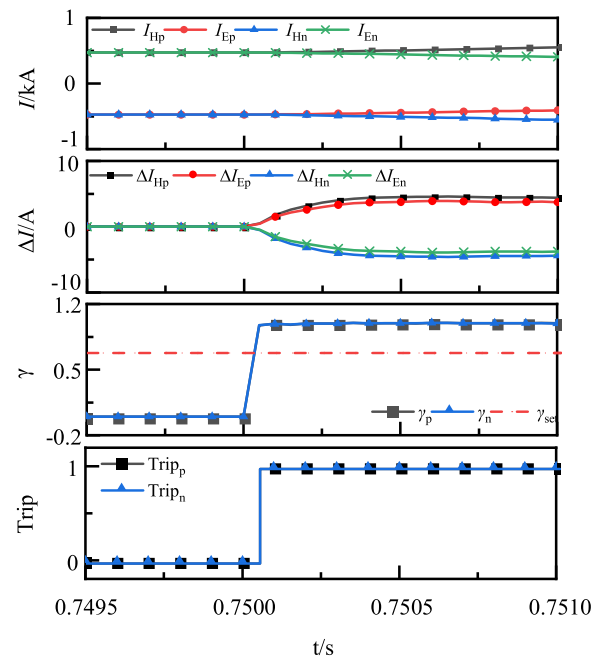 I_Hp I_Ep I_Hn I_En
1
0
-1
I/kA
ΔI_Hp ΔI_Ep ΔI_Hn ΔI_En
10
0
-10
ΔI/A
1.2
0.5
-0.2
γ
γ_p γ_n γ_set
Trip_p
Trip_n
1
0
Trip
0.7495 0.7500 0.7505 0.7510
t/s